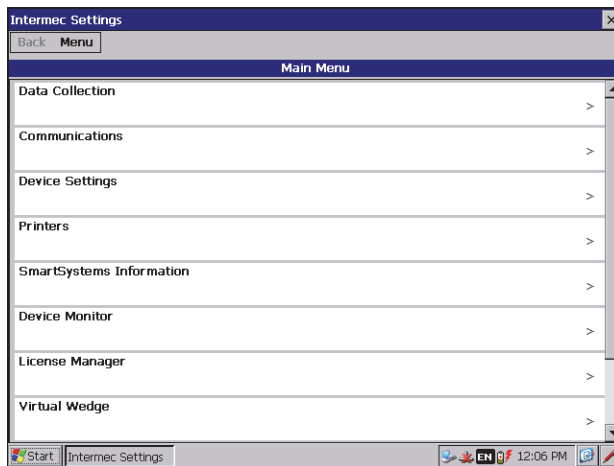 Intermec Settings
Back Menu
Main Menu
Data Collection
>
Communications
>
Device Settings
>
Printers
>
SmartSystems Information
>
Device Monitor
>
License Manager
>
Virtual Wedge
>
Start Intermec Settings EN 12:06 PM